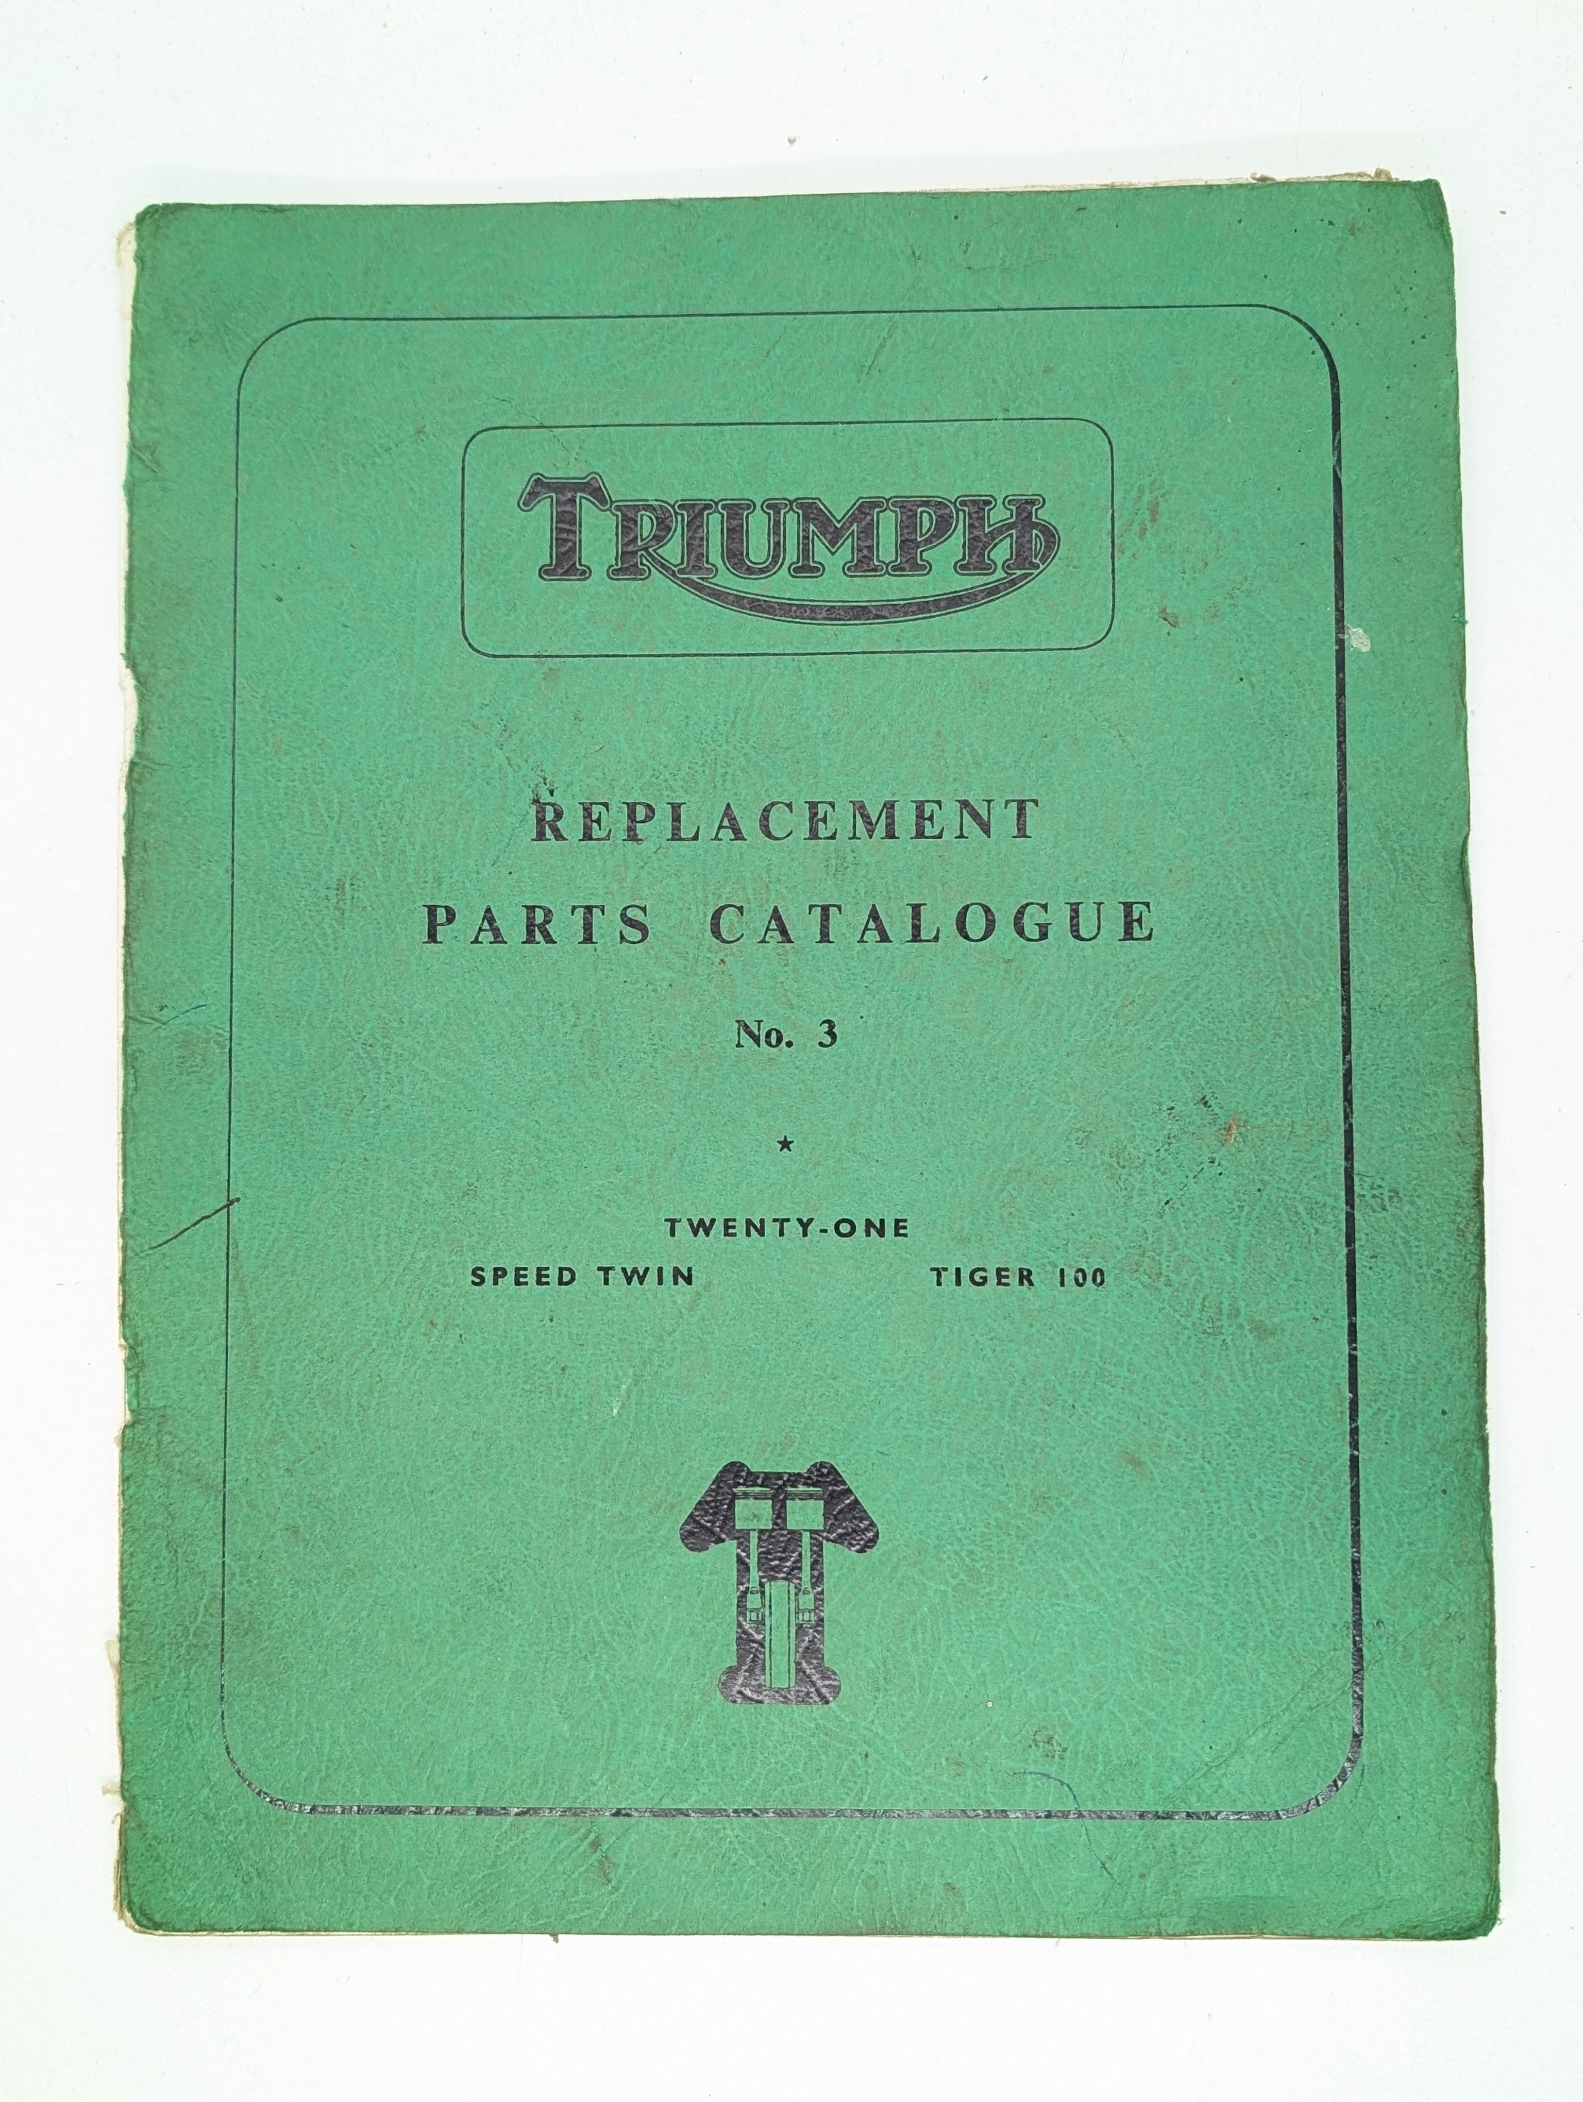 TRIUMPH
REPLACEMENT
PARTS CATALOGUE
No. 3
★
TWENTY-ONE
SPEED TWIN TIGER 100